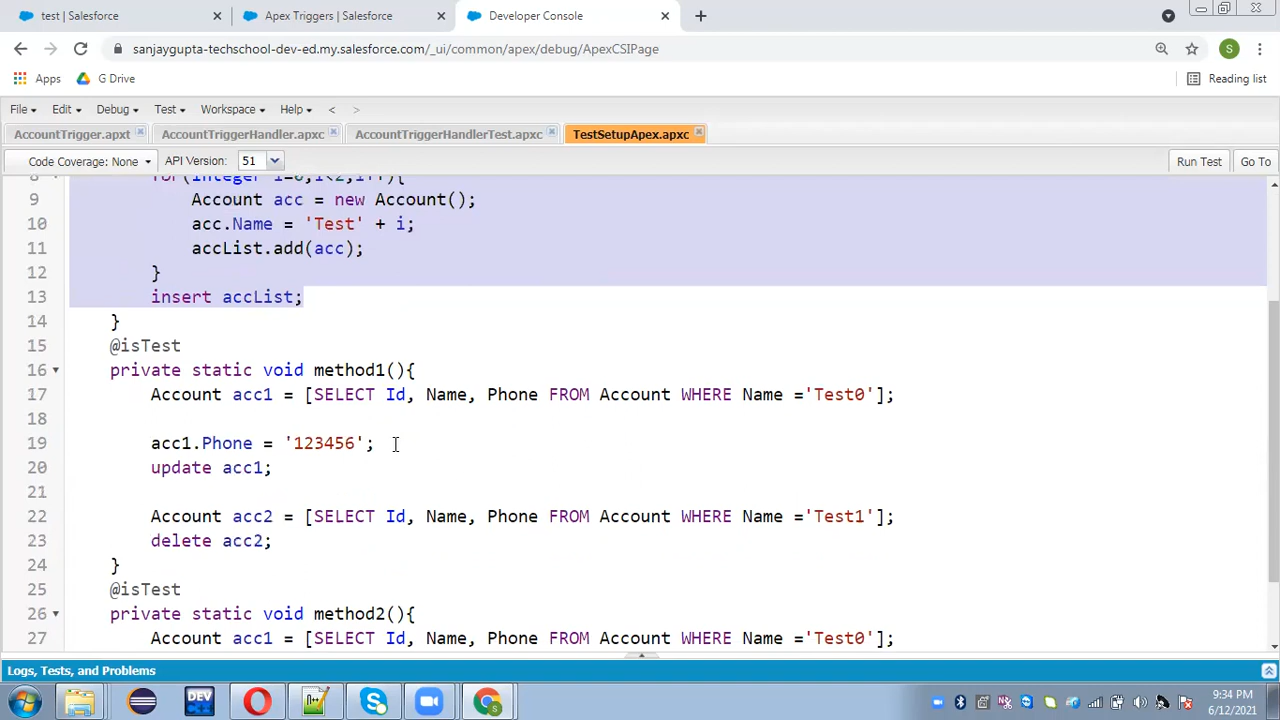 test | Salesforce
Apex Triggers | Salesforce
Developer Console
sanjaygupta-techschool-dev-ed.my.salesforce.com/_ui/common/apex/debug/ApexCSIPage
S
Apps
G Drive
Reading list
File
Edit
Debug
Test
Workspace
Help
<
>
AccountTrigger.apxt
AccountTriggerHandler.apxc
AccountTriggerHandlerTest.apxc
TestSetupApex.apxc
Code Coverage: None
API Version:
51
Run Test
Go To
8 for(integer i=0;i<2;i++){
9 Account acc = new Account();
10 acc.Name = 'Test' + i;
11 accList.add(acc);
12 }
13 insert accList;
14 }
15 @isTest
16 private static void method1(){
17 Account acc1 = [SELECT Id, Name, Phone FROM Account WHERE Name ='Test0'];
18
19 acc1.Phone = '123456';
20 update acc1;
21
22 Account acc2 = [SELECT Id, Name, Phone FROM Account WHERE Name ='Test1'];
23 delete acc2;
24 }
25 @isTest
26 private static void method2(){
27 Account acc1 = [SELECT Id, Name, Phone FROM Account WHERE Name ='Test0'];
Logs, Tests, and Problems
DEV
9:34 PM
6/12/2021